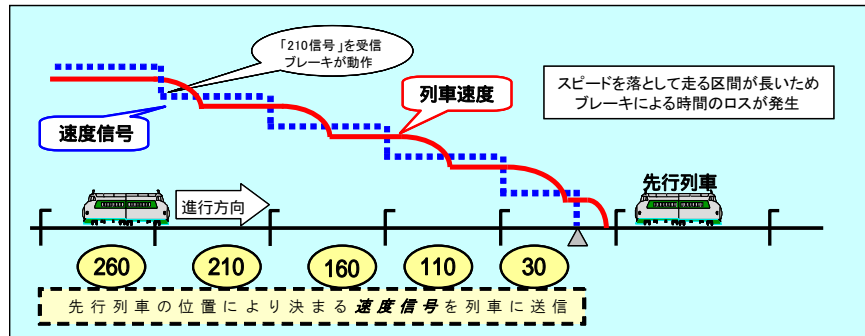 「210信号」を受信
ブレーキが動作
スピードを落として走る区間が長いため
ブレーキによる時間のロスが発生
列車速度
速度信号
先行列車
進行方向
260
210
160
110
30
先行列車の位置により決まる速度信号を列車に送信